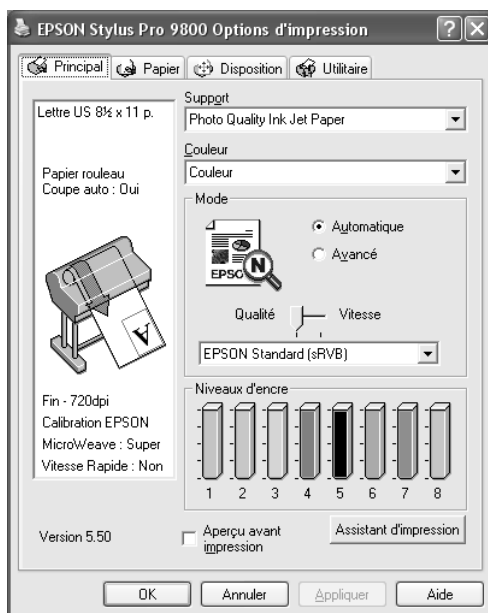 EPSON Stylus Pro 9800 Options d'impression
Principal Papier Disposition Utilitaire
Lettre US 8½ x 11 p.
Papier rouleau
Coupe auto : Oui
A
Fin - 720dpi
Calibration EPSON
MicroWeave : Super
Vitesse Rapide : Non
Version 5.50
Support
Photo Quality Ink Jet Paper
Couleur
Couleur
Mode
EPSO
N
Automatique
Avancé
Qualité Vitesse
EPSON Standard (sRVB)
Niveaux d'encre
1 2 3 4 5 6 7 8
Aperçu avant
impression
Assistant d'impression
OK Annuler Appliquer Aide